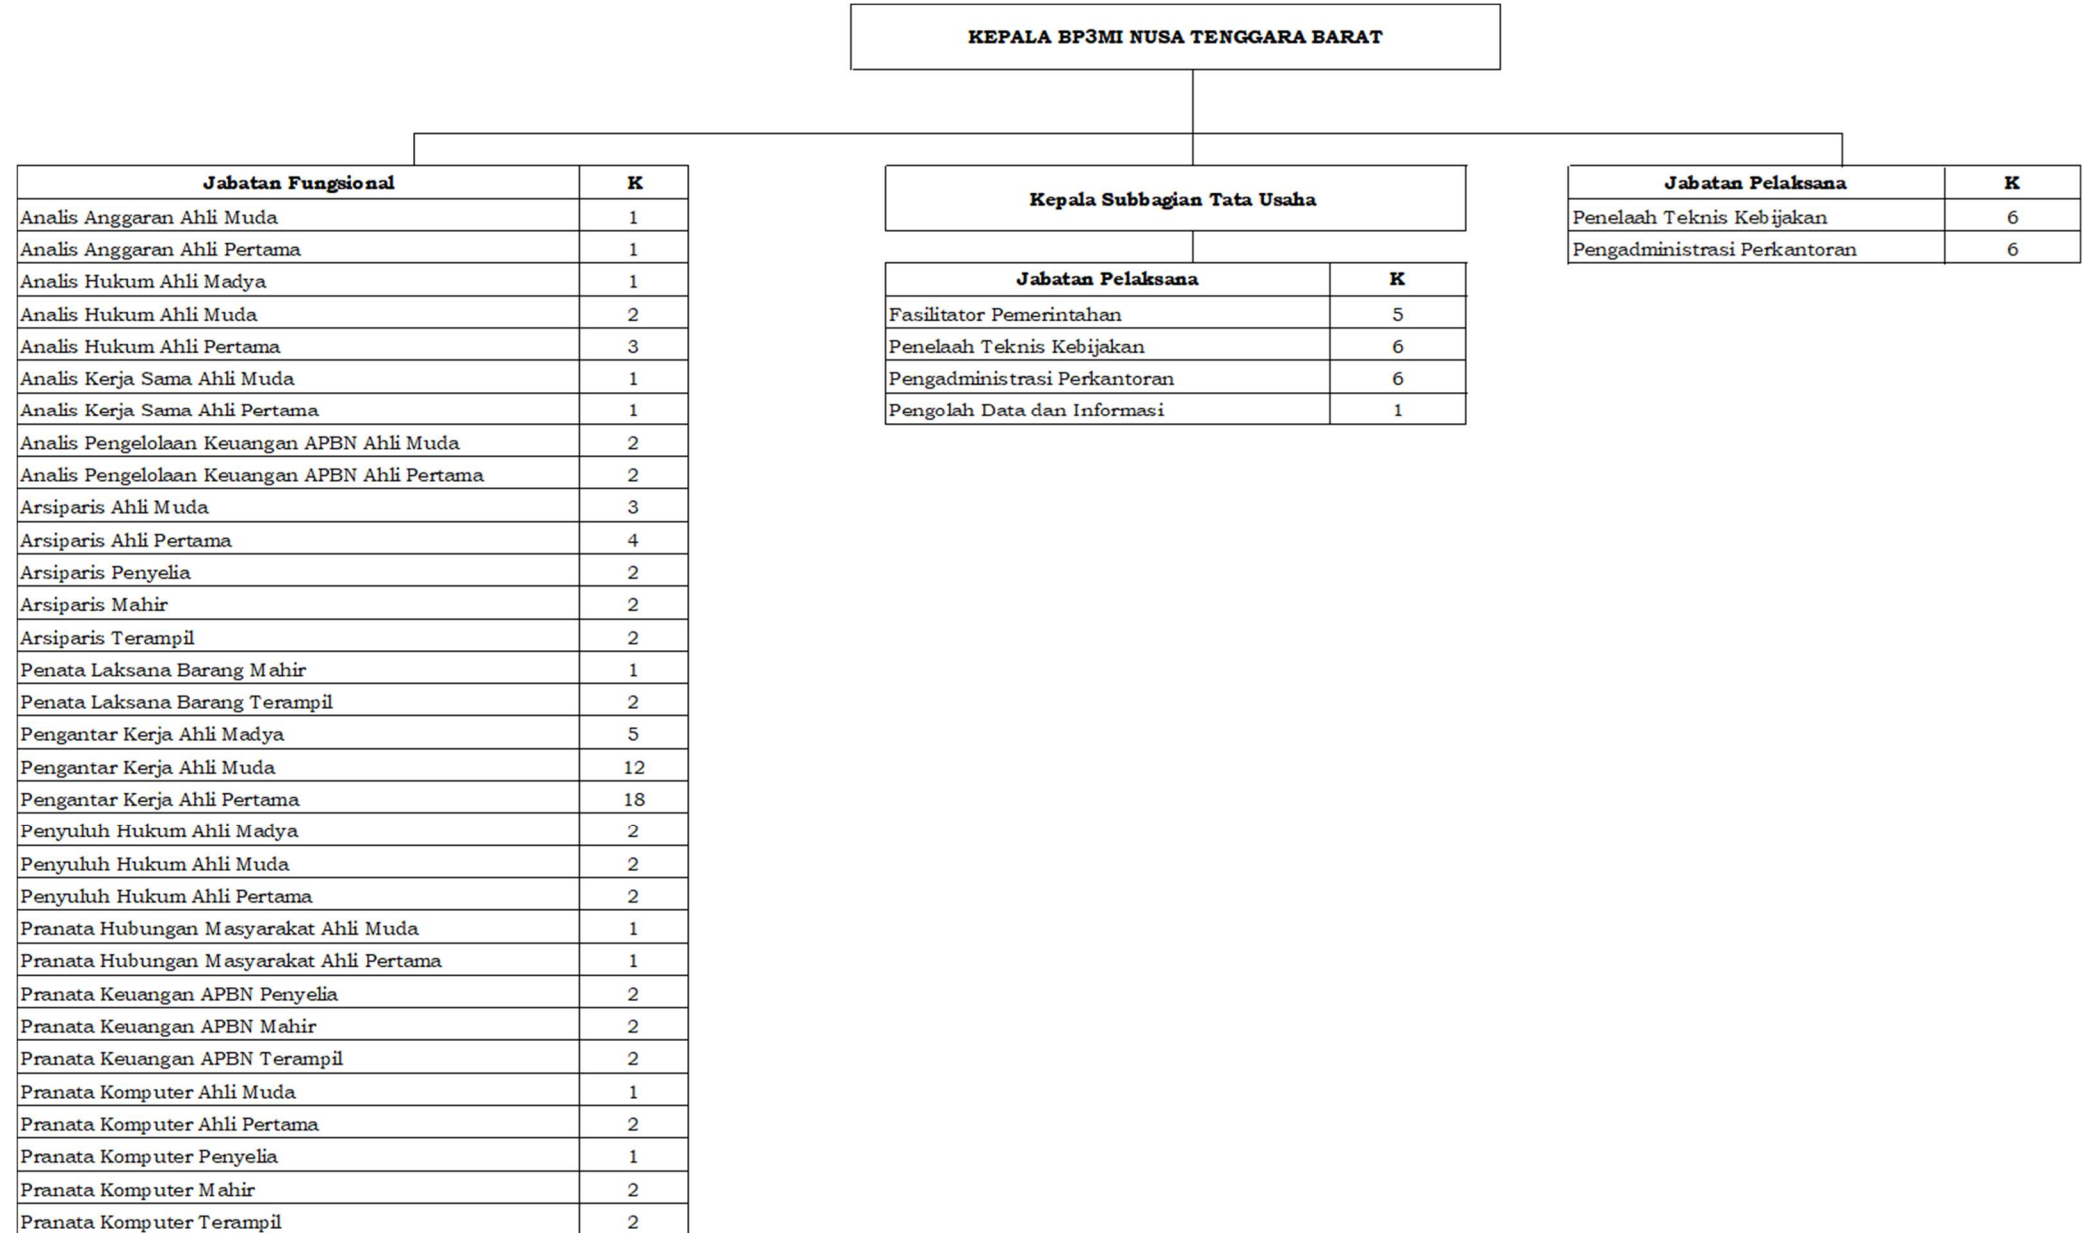 KEPALA BP3MI NUSA TENGGARA BARAT
Jabatan Fungsional K
Analis Anggaran Ahli Muda 1
Analis Anggaran Ahli Pertama 1
Analis Hukum Ahli Madya 1
Analis Hukum Ahli Muda 2
Analis Hukum Ahli Pertama 3
Analis Kerja Sama Ahli Muda 1
Analis Kerja Sama Ahli Pertama 1
Analis Pengelolaan Keuangan APBN Ahli Muda 2
Analis Pengelolaan Keuangan APBN Ahli Pertama 2
Arsiparis Ahli Muda 3
Arsiparis Ahli Pertama 4
Arsiparis Penyelia 2
Arsiparis Mahir 2
Arsiparis Terampil 2
Penata Laksana Barang Mahir 1
Penata Laksana Barang Terampil 2
Pengantar Kerja Ahli Madya 5
Pengantar Kerja Ahli Muda 12
Pengantar Kerja Ahli Pertama 18
Penyuluh Hukum Ahli Madya 2
Penyuluh Hukum Ahli Muda 2
Penyuluh Hukum Ahli Pertama 2
Pranata Hubungan Masyarakat Ahli Muda 1
Pranata Hubungan Masyarakat Ahli Pertama 1
Pranata Keuangan APBN Penyelia 2
Pranata Keuangan APBN Mahir 2
Pranata Keuangan APBN Terampil 2
Pranata Komputer Ahli Muda 1
Pranata Komputer Ahli Pertama 2
Pranata Komputer Penyelia 1
Pranata Komputer Mahir 2
Pranata Komputer Terampil 2
Kepala Subbagian Tata Usaha
Jabatan Pelaksana K
Fasilitator Pemerintahan 5
Penelaah Teknis Kebijakan 6
Pengadministrasi Perkantoran 6
Pengolah Data dan Informasi 1
Jabatan Pelaksana K
Penelaah Teknis Kebijakan 6
Pengadministrasi Perkantoran 6